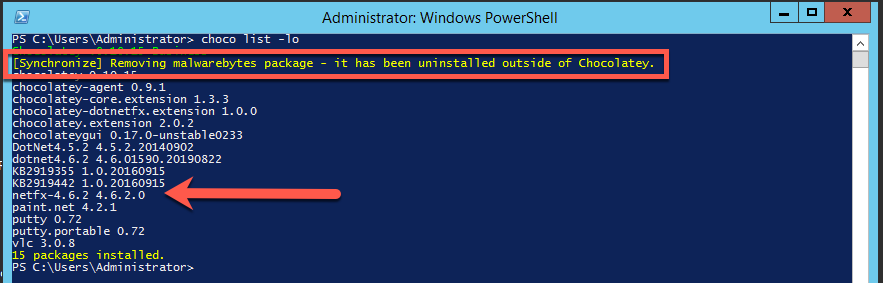 Administrator: Windows PowerShell
PS C:\Users\Administrator> choco list -lo
Chocolatey 0.10.15 Business
[Synchronize] Removing malwarebytes package - it has been uninstalled outside of Chocolatey.
chocolatey 0.10.15
chocolatey-agent 0.9.1
chocolatey-core.extension 1.3.3
chocolatey-dotnetfx.extension 1.0.0
chocolatey.extension 2.0.2
chocolateygui 0.17.0-unstable0233
DotNet4.5.2 4.5.2.20140902
dotnet4.6.2 4.6.01590.20190822
KB2919355 1.0.20160915
KB2919442 1.0.20160915
netfx-4.6.2 4.6.2.0
paint.net 4.2.1
putty 0.72
putty.portable 0.72
vlc 3.0.8
15 packages installed.
PS C:\Users\Administrator>